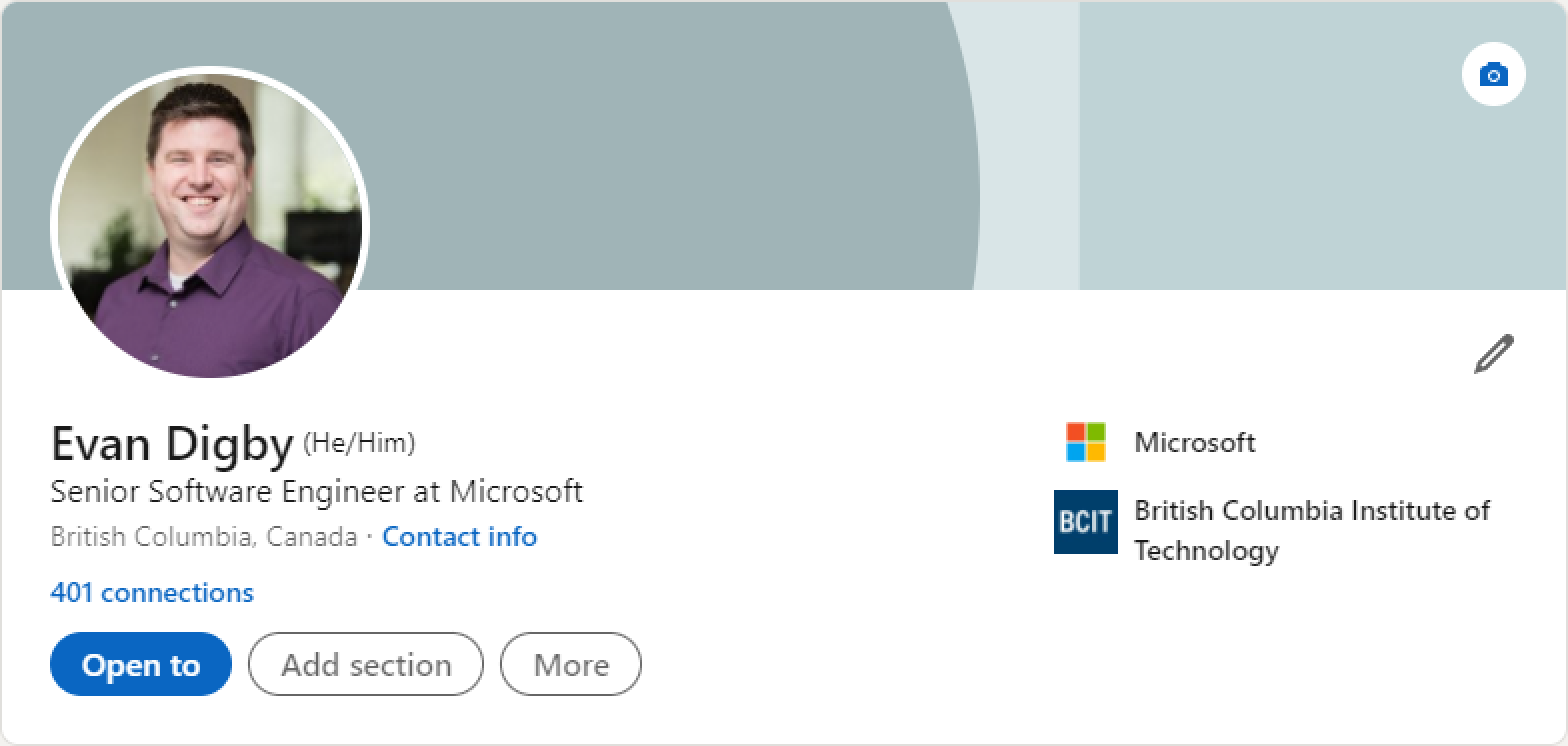 Evan Digby (He/Him)
Senior Software Engineer at Microsoft
British Columbia, Canada · Contact info
401 connections
Open to
Add section
More
Microsoft
BCIT
British Columbia Institute of
Technology